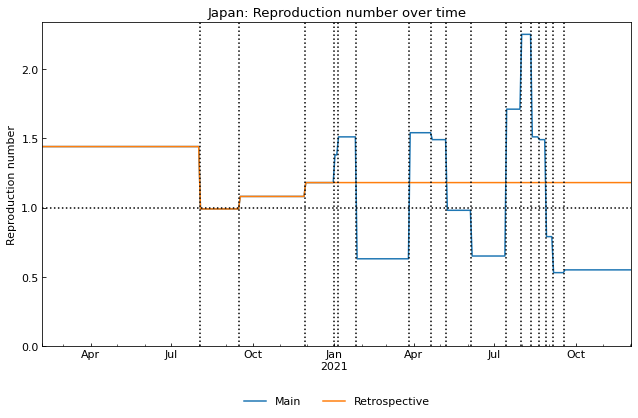 Japan: Reproduction number over time
Reproduction number
2.0
1.5
1.0
0.5
0.0
Apr Jul Oct Jan Apr Jul Oct
2021
Main Retrospective